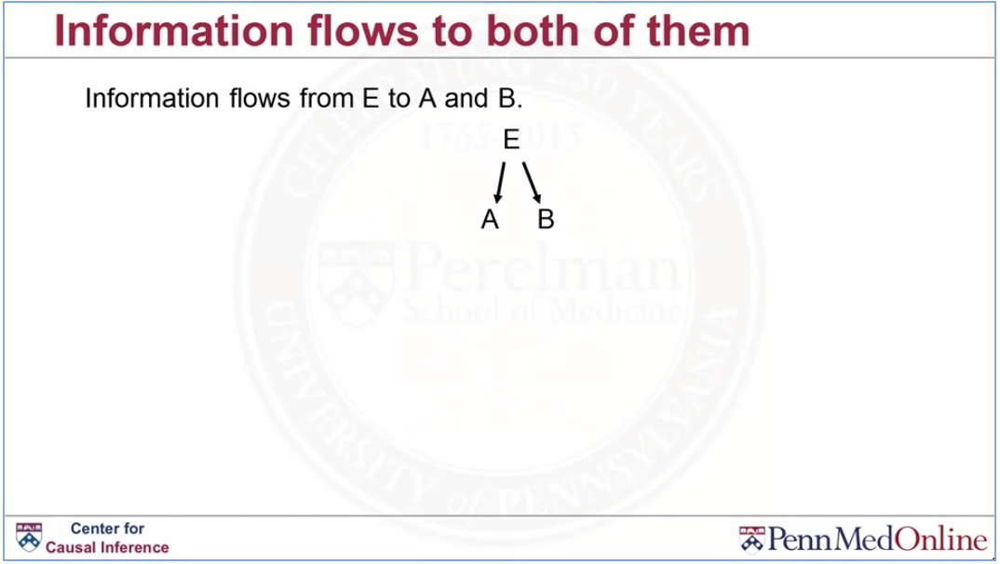 Information flows to both of them
Information flows from E to A and B.
E
A B
CELEBRATING 250 YEARS
1765-2015
Perelman
School of Medicine
UNIVERSITY of PENNSYLVANIA
Center for
Causal Inference
PennMedOnline